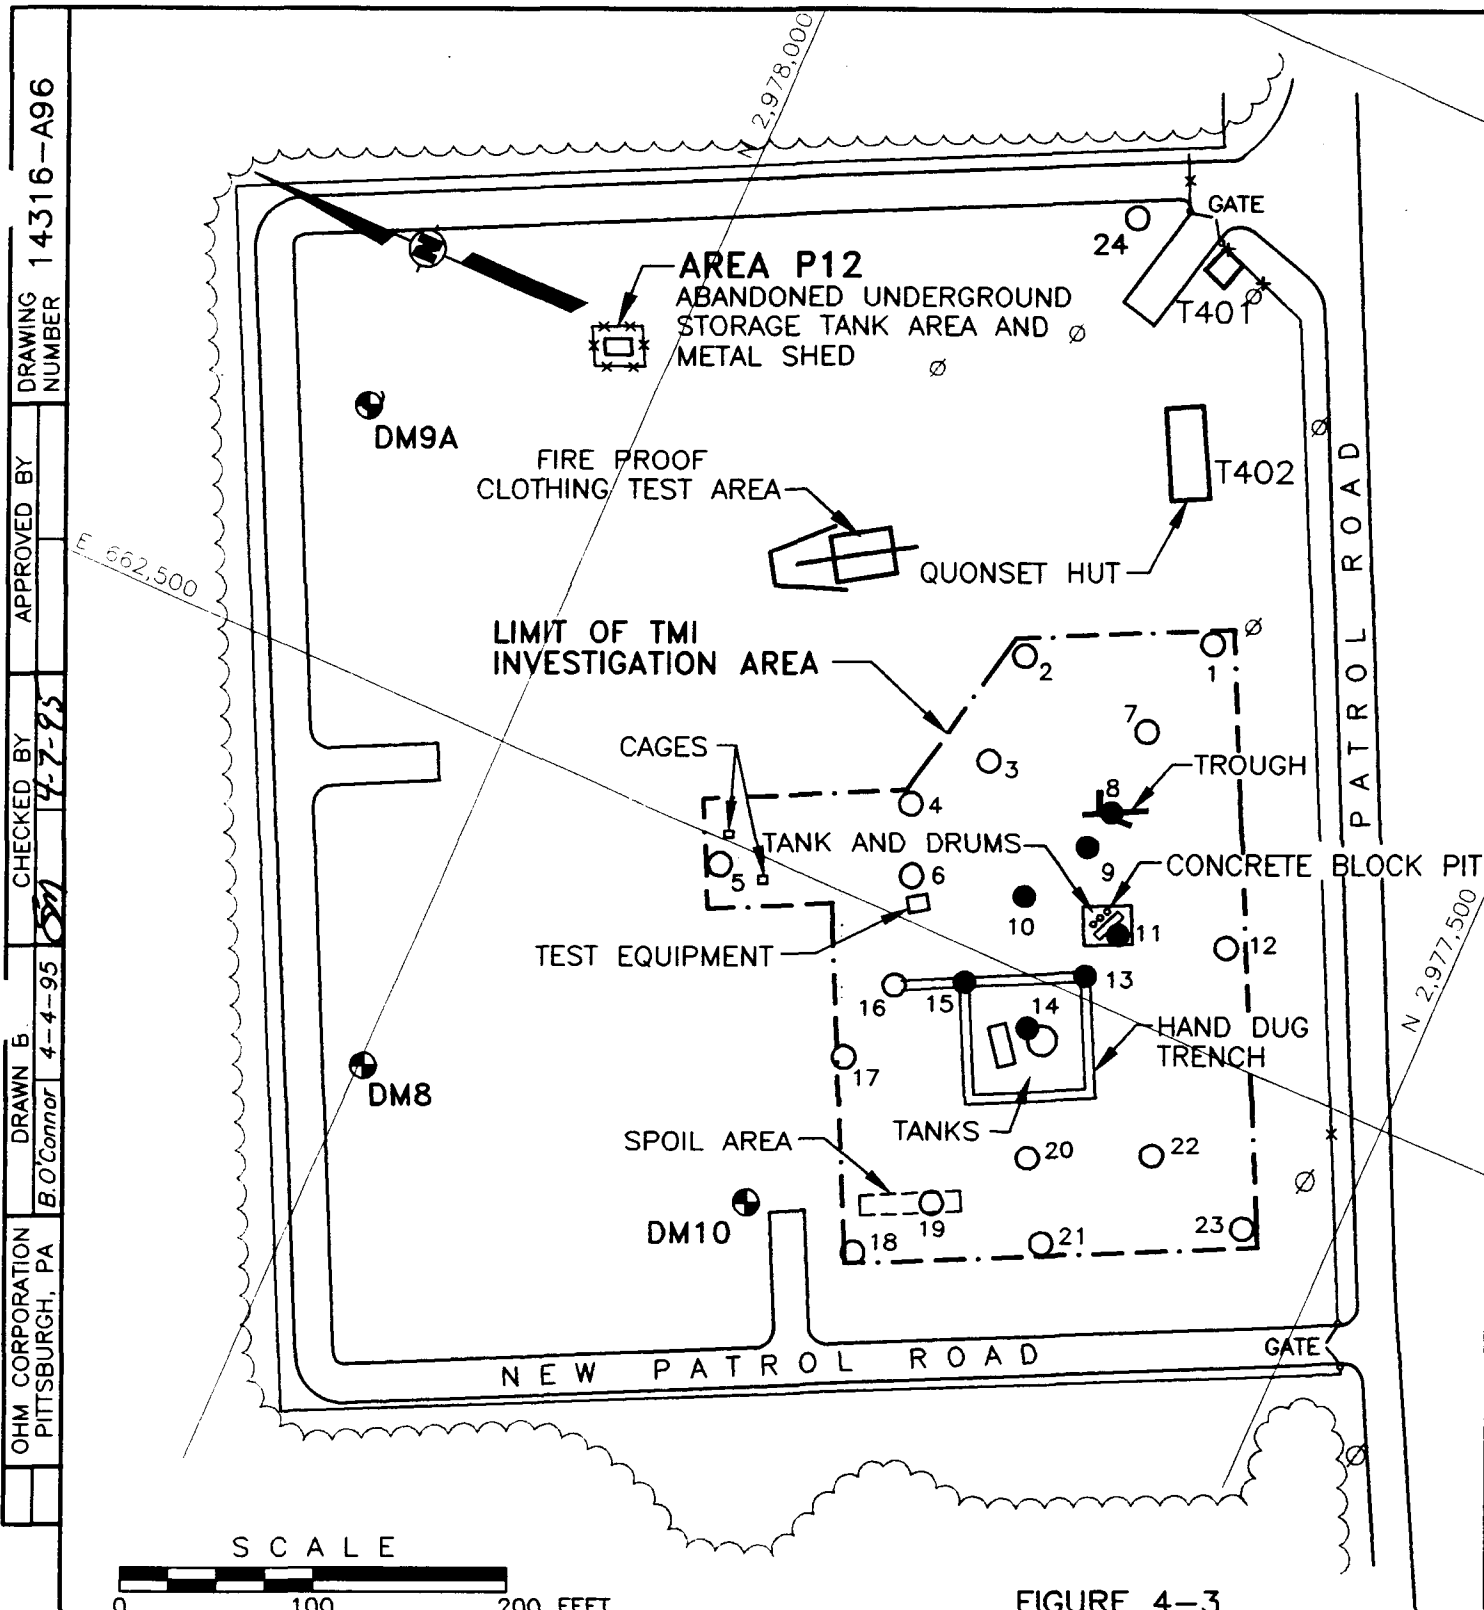 DRAWING NUMBER 14316-A96
APPROVED BY
CHECKED BY
4-7-95
DRAWN B
B.O'Connor
4-4-95
OHM CORPORATION
PITTSBURGH, PA
N 2,978,000
GATE
24
T401
AREA P12
ABANDONED UNDERGROUND
STORAGE TANK AREA AND
METAL SHED
DM9A
FIRE PROOF
CLOTHING TEST AREA
T402
QUONSET HUT
E 662,500
PATROL ROAD
LIMIT OF TMI
INVESTIGATION AREA
1
2
7
3
CAGES
TROUGH
8
4
TANK AND DRUMS
9
CONCRETE BLOCK PIT
5
6
10
11
12
TEST EQUIPMENT
13
16
15
14
N 2,977,500
HAND DUG
TRENCH
17
DM8
TANKS
SPOIL AREA
20
22
19
DM10
18
21
23
NEW PATROL ROAD
GATE
SCALE
0 100 200 FEET
FIGURE 4-3